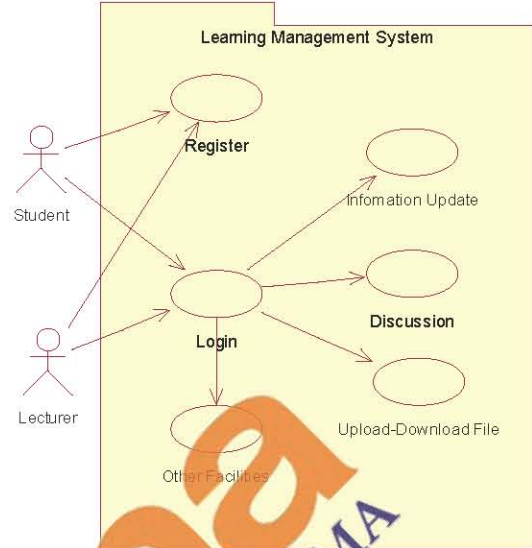 Learning Management System
Register
Student
Infomation Update
Login
Discussion
Lecturer
Upload-Download File
Other Facilities